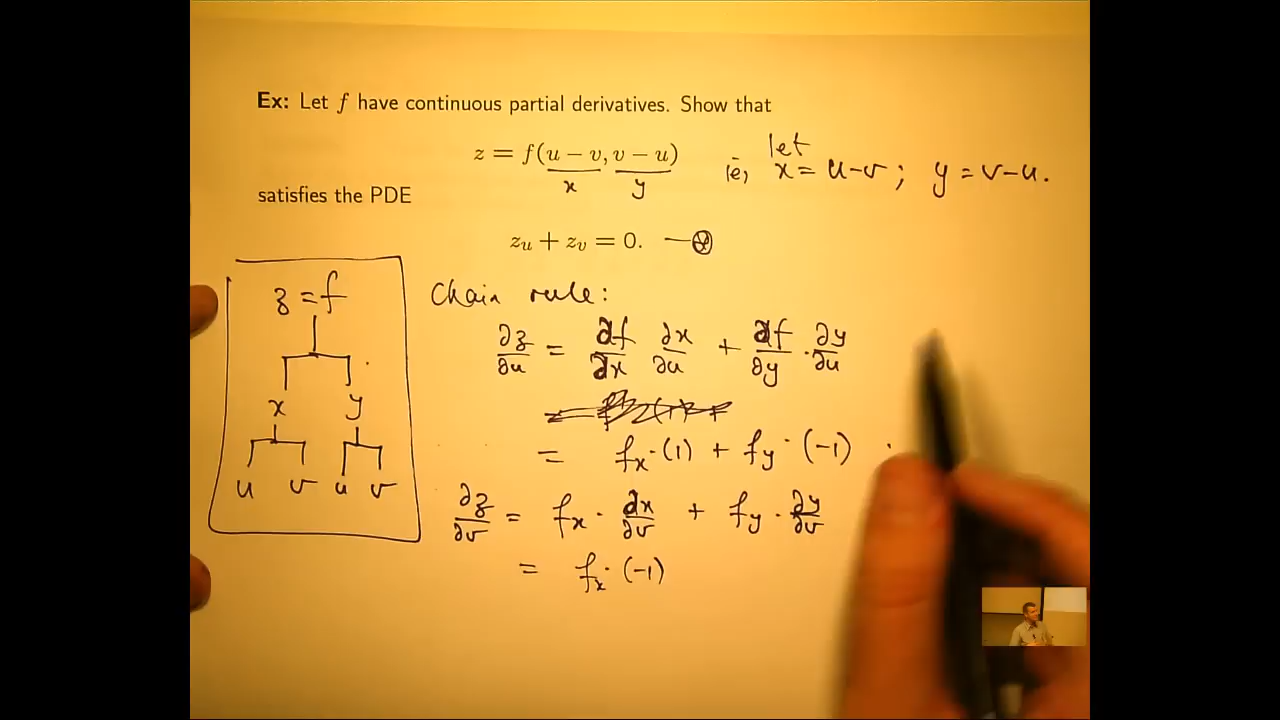 Ex: Let f have continuous partial derivatives. Show that
z = f(u − v, v − u)
x y
ie, let x = u-v ; y = v-u.
satisfies the PDE
z_u + z_v = 0. —⊛
z = f
x y
u v u v
Chain rule:
∂z/∂u = ∂f/∂x ∂x/∂u + ∂f/∂y · ∂y/∂u
= f_x · (1) + f_y · (-1)
∂z/∂v = f_x · ∂x/∂v + f_y · ∂y/∂v
= f_x · (-1)